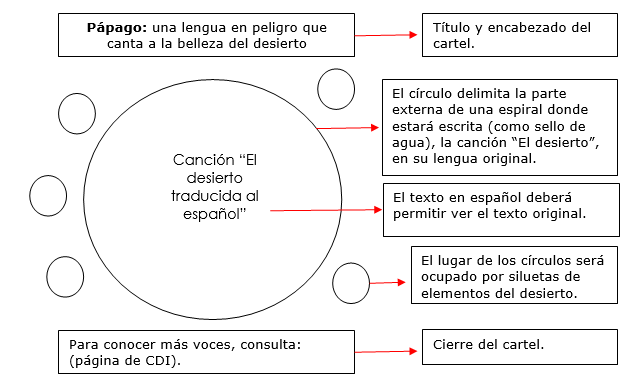 Pápago: una lengua en peligro que
canta a la belleza del desierto
Título y encabezado del
cartel.
El círculo delimita la parte
externa de una espiral donde
estará escrita (como sello de
agua), la canción “El desierto”,
en su lengua original.
Canción “El
desierto
traducida al
español”
El texto en español deberá
permitir ver el texto original.
El lugar de los círculos será
ocupado por siluetas de
elementos del desierto.
Para conocer más voces, consulta:
(página de CDI).
Cierre del cartel.